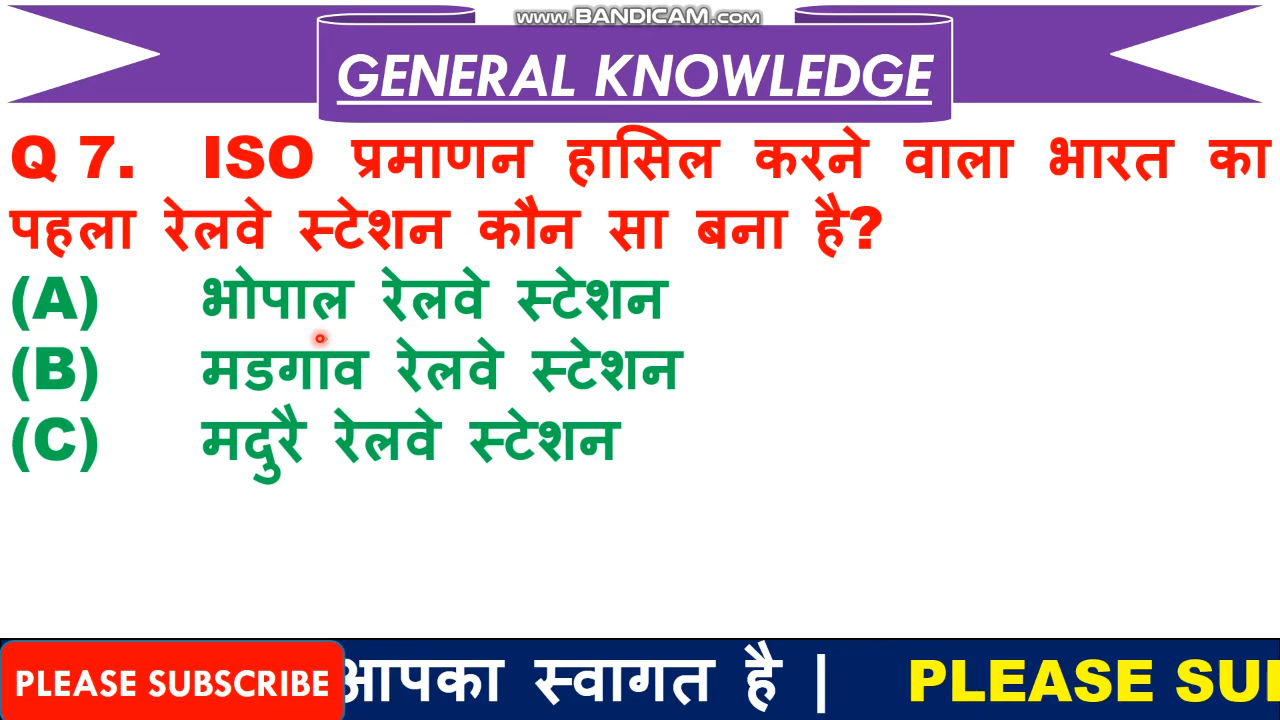 www.BANDICAM.com
GENERAL KNOWLEDGE
Q 7. ISO प्रमाणन हासिल करने वाला भारत का
पहला रेलवे स्टेशन कौन सा बना है?
(A) भोपाल रेलवे स्टेशन
(B) मडगांव रेलवे स्टेशन
(C) मदुरै रेलवे स्टेशन
PLEASE SUBSCRIBE आपका स्वागत है | PLEASE